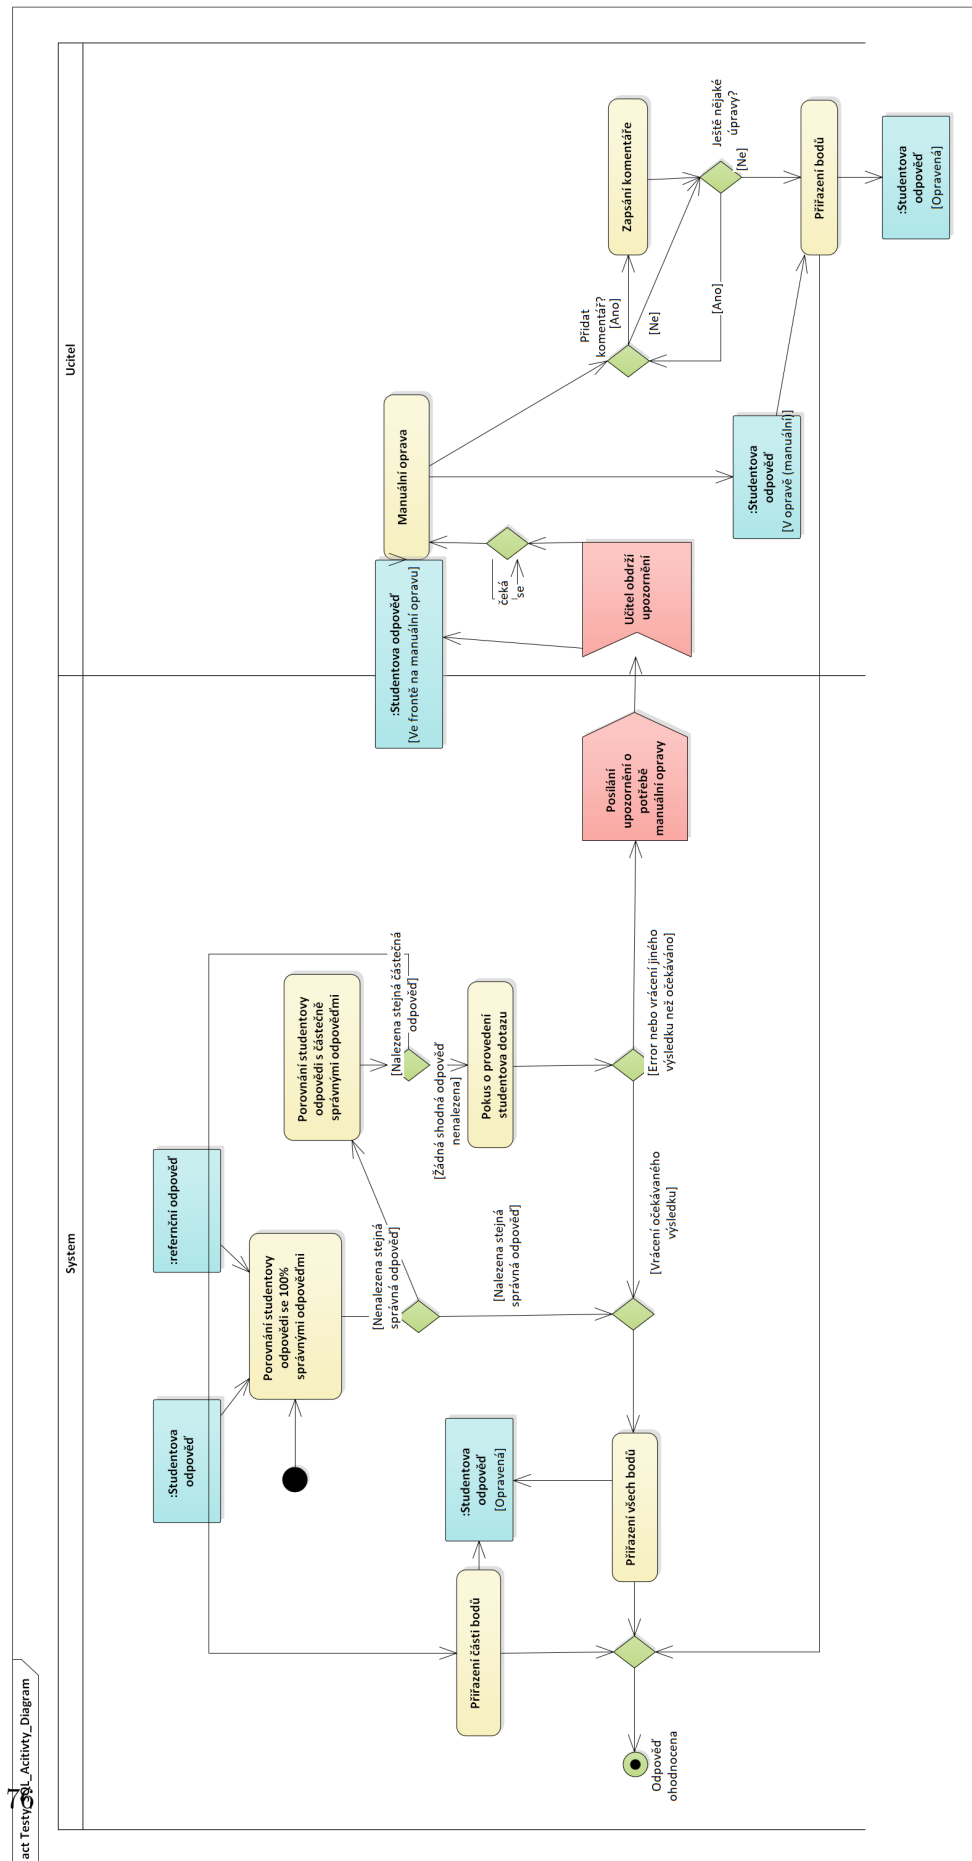 act Testy_SQL_Acitivty_Diagram
System
Ucitel
:Studentova
odpověď
:refernční odpověď
Porovnání studentovy
odpovědi se 100%
správnými odpověďmi
[Nenalezena stejná
správná odpověď]
Porovnání studentovy
odpovědi s částečně
správnými odpověďmi
[Nalezena stejná částečná
odpověď]
[Žádná shodná odpověď
nenalezena]
Pokus o provedení
studentova dotazu
[Nalezena stejná
správná odpověď]
[Error nebo vrácení jiného
výsledku než očekáváno]
[Vrácení očekávaného
výsledku]
Přiřazení části bodů
:Studentova
odpověď
[Opravená]
Přiřazení všech bodů
Odpověď
ohodnocena
Posílání
upozornění o
potřebě
manuální opravy
Učitel obdrží
upozornění
:Studentova odpověď
[Ve frontě na manuální opravu]
čeká
se
Manuální oprava
Přidat
komentář?
[Ano]
[Ne]
Zapsání komentáře
Ještě nějaké
úpravy?
[Ne]
[Ano]
:Studentova
odpověď
[V opravě (manuální)]
Přiřazení bodů
:Studentova
odpověď
[Opravená]